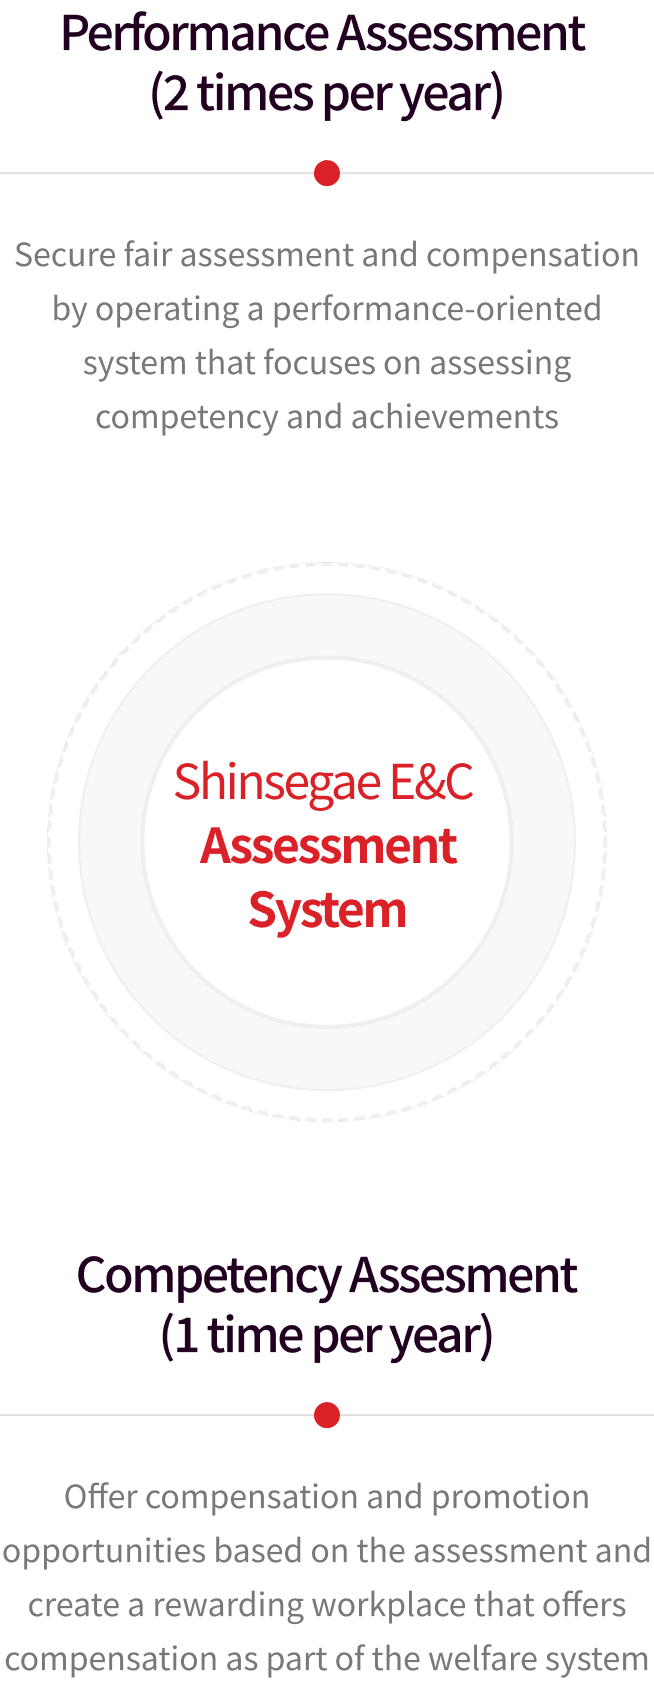 Performance Assessment
(2 times per year)
Secure fair assessment and compensation
by operating a performance-oriented
system that focuses on assessing
competency and achievements
Shinsegae E&C
Assessment
System
Competency Assesment
(1 time per year)
Offer compensation and promotion
opportunities based on the assessment and
create a rewarding workplace that offers
compensation as part of the welfare system